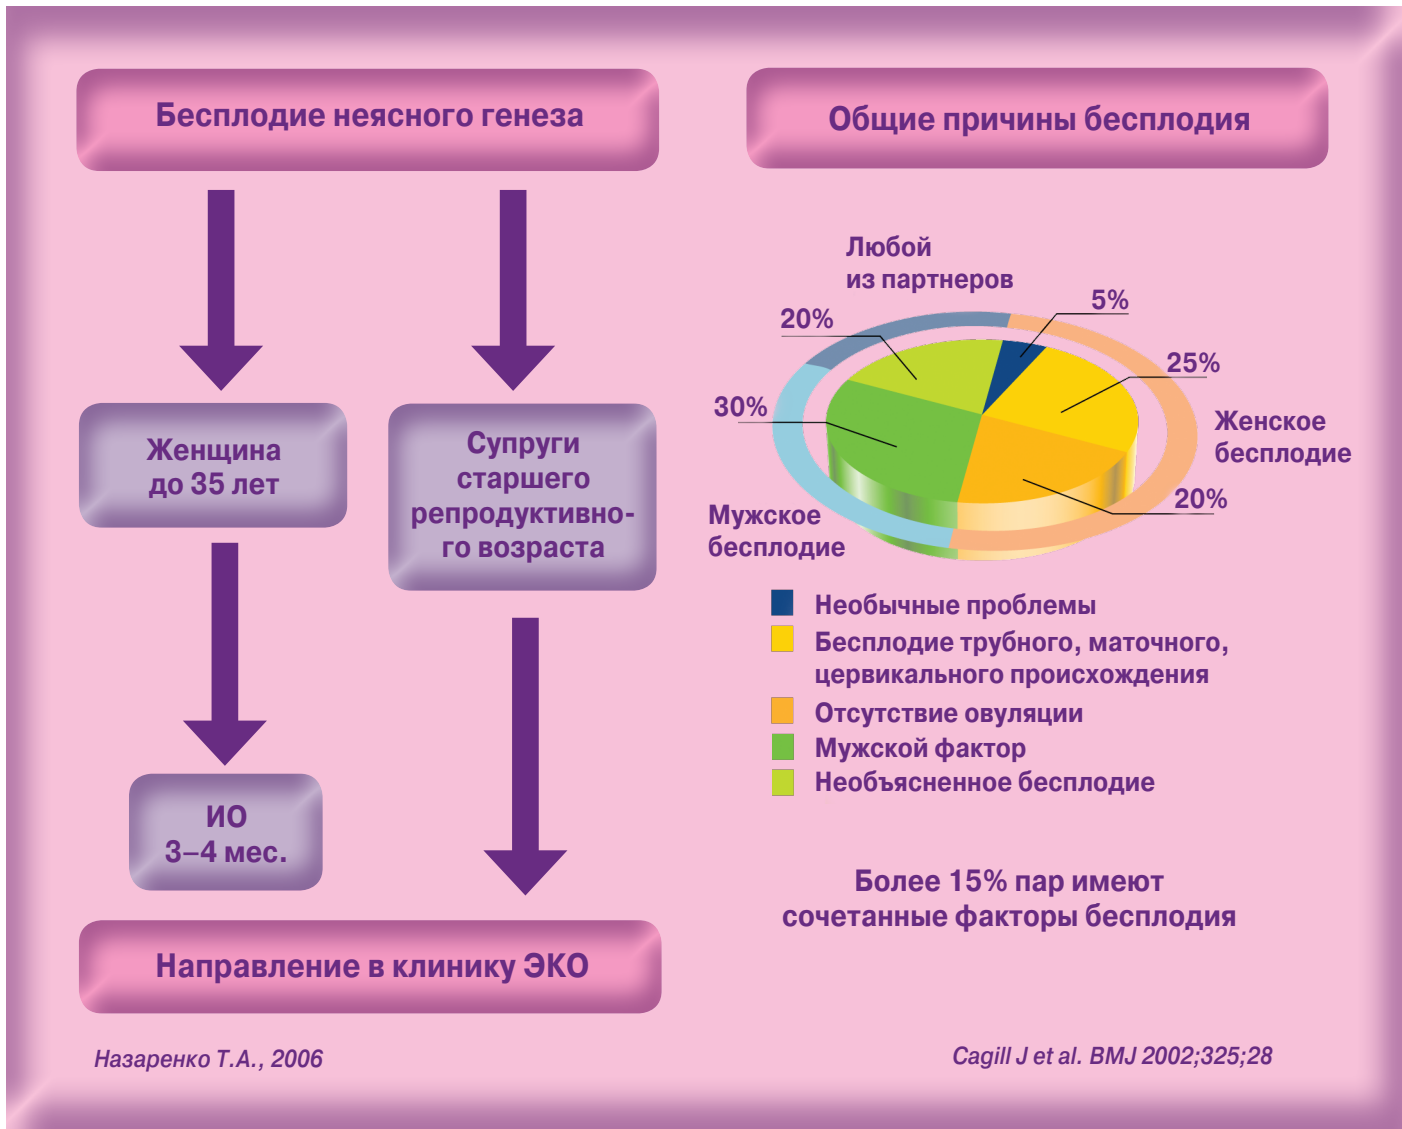 Бесплодие неясного генеза
Женщина
до 35 лет
Супруги
старшего
репродуктивно-
го возраста
ИО
3–4 мес.
Направление в клинику ЭКО
Назаренко Т.А., 2006
Общие причины бесплодия
Любой
из партнеров
5%
20%
25%
30%
Женское
бесплодие
20%
Мужское
бесплодие
Необычные проблемы
Бесплодие трубного, маточного,
цервикального происхождения
Отсутствие овуляции
Мужской фактор
Необъясненное бесплодие
Более 15% пар имеют
сочетанные факторы бесплодия
Cagill J et al. BMJ 2002;325;28